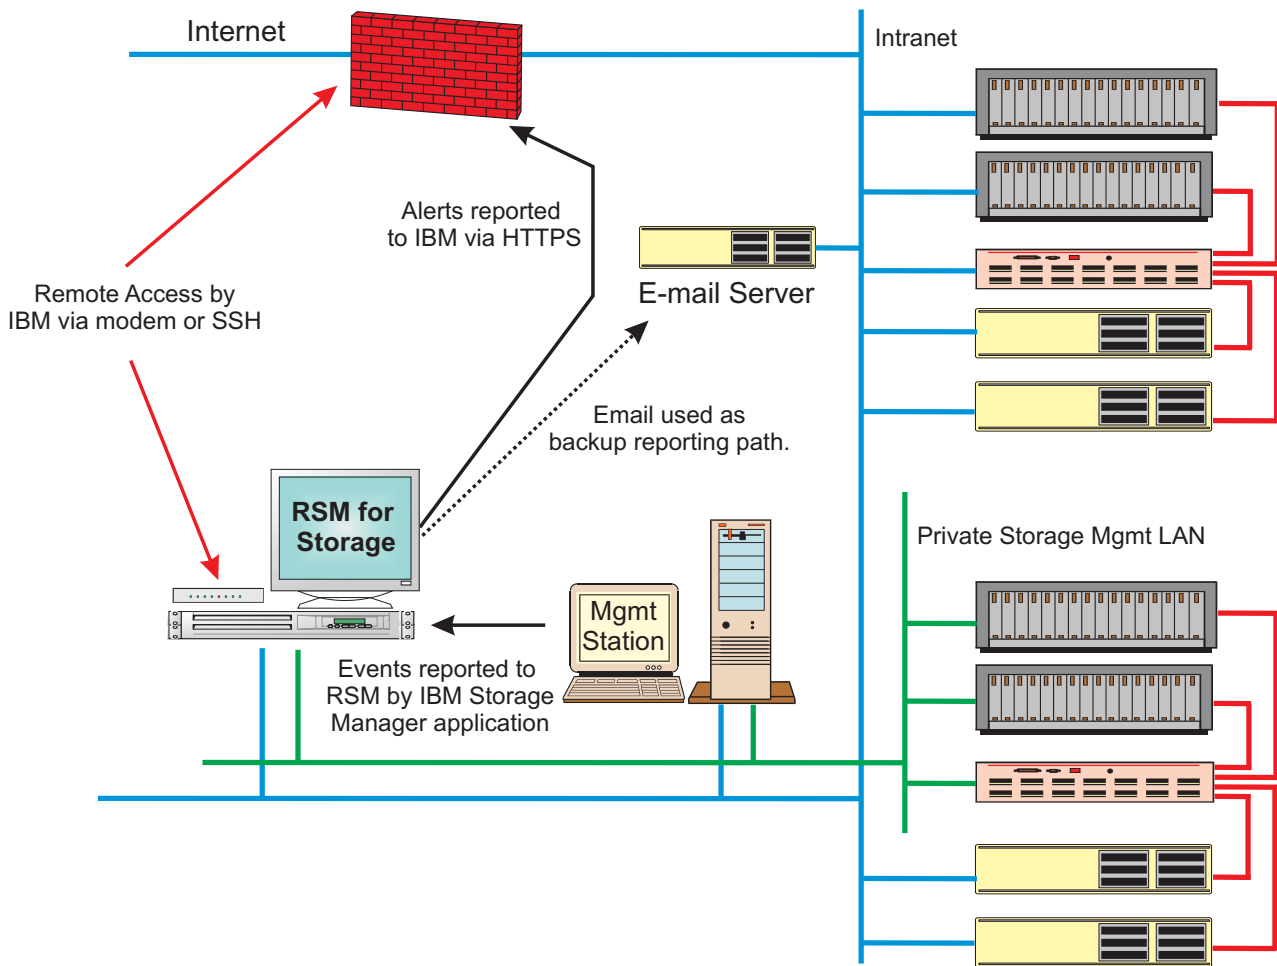 Internet
Intranet
Alerts reported
to IBM via HTTPS
E-mail Server
Remote Access by
IBM via modem or SSH
Email used as
backup reporting path.
RSM for
Storage
Private Storage Mgmt LAN
Mgmt
Station
Events reported to
RSM by IBM Storage
Manager application